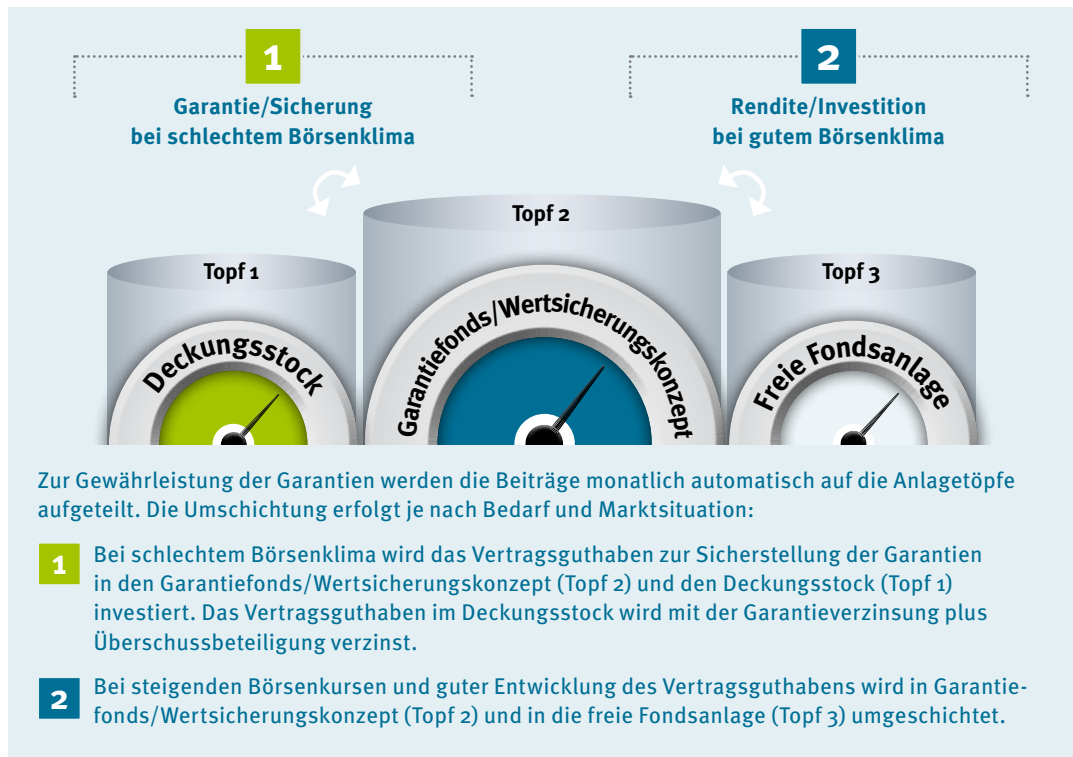 1
Garantie/Sicherung
bei schlechtem Börsenklima
2
Rendite/Investition
bei gutem Börsenklima
Topf 1
Deckungsstock
Topf 2
Garantiefonds/Wertsicherungskonzept
Topf 3
Freie Fondsanlage
Zur Gewährleistung der Garantien werden die Beiträge monatlich automatisch auf die Anlagetöpfe
aufgeteilt. Die Umschichtung erfolgt je nach Bedarf und Marktsituation:
1 Bei schlechtem Börsenklima wird das Vertragsguthaben zur Sicherstellung der Garantien
in den Garantiefonds/Wertsicherungskonzept (Topf 2) und den Deckungsstock (Topf 1)
investiert. Das Vertragsguthaben im Deckungsstock wird mit der Garantieverzinsung plus
Überschussbeteiligung verzinst.
2 Bei steigenden Börsenkursen und guter Entwicklung des Vertragsguthabens wird in Garantie-
fonds/Wertsicherungskonzept (Topf 2) und in die freie Fondsanlage (Topf 3) umgeschichtet.